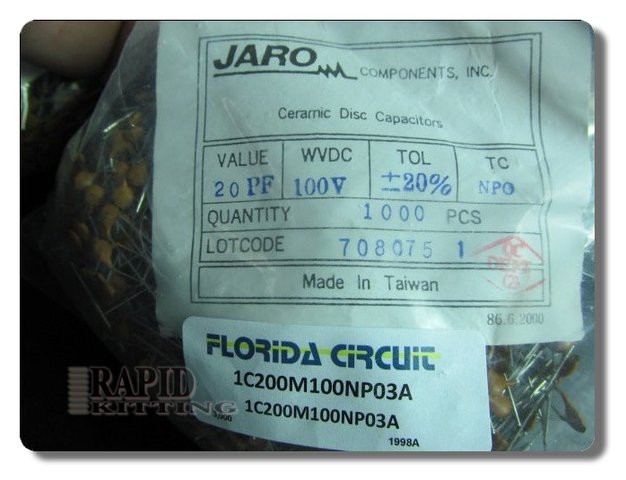 JARO
COMPONENTS, INC.
Ceramic Disc Capacitors
VALUE WVDC TOL TC
20 PF 100V ±20% NPO
QUANTITY 1000 PCS
LOTCODE 708075 1
QC
Made In Taiwan
86.6.2000
FLORIDA CIRCUIT
1C200M100NP03A
1C200M100NP03A
1998A
RAPID
KITTING